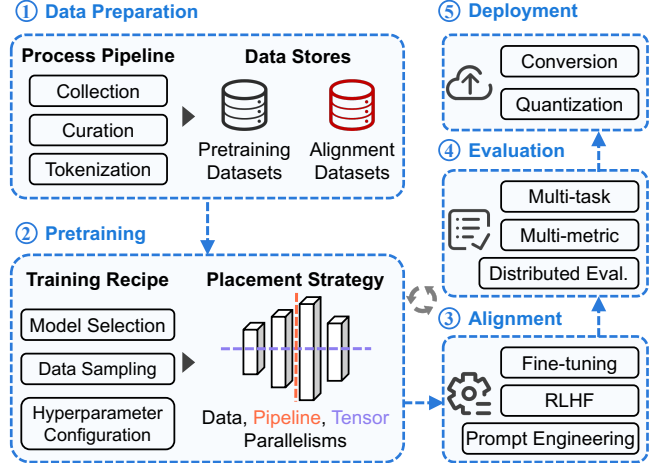 ① Data Preparation
Process Pipeline
Collection
Curation
Tokenization
Data Stores
Pretraining
Datasets
Alignment
Datasets
② Pretraining
Training Recipe
Model Selection
Data Sampling
Hyperparameter
Configuration
Placement Strategy
Data, Pipeline, Tensor
Parallelisms
③ Alignment
Fine-tuning
RLHF
Prompt Engineering
④ Evaluation
Multi-task
Multi-metric
Distributed Eval.
⑤ Deployment
Conversion
Quantization